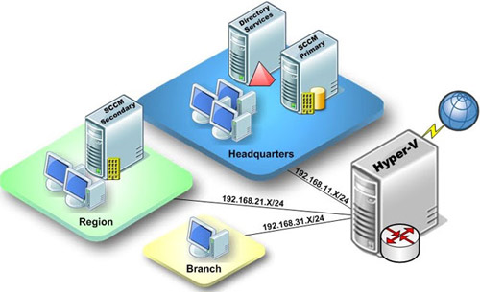 Directory
Services
sCCM
Primary
sCCM
Secondary
Headquarters
Hyper-V
192.168.11.X/24
192.168.21.X/24
Region
192.168.31.X/24
Branch